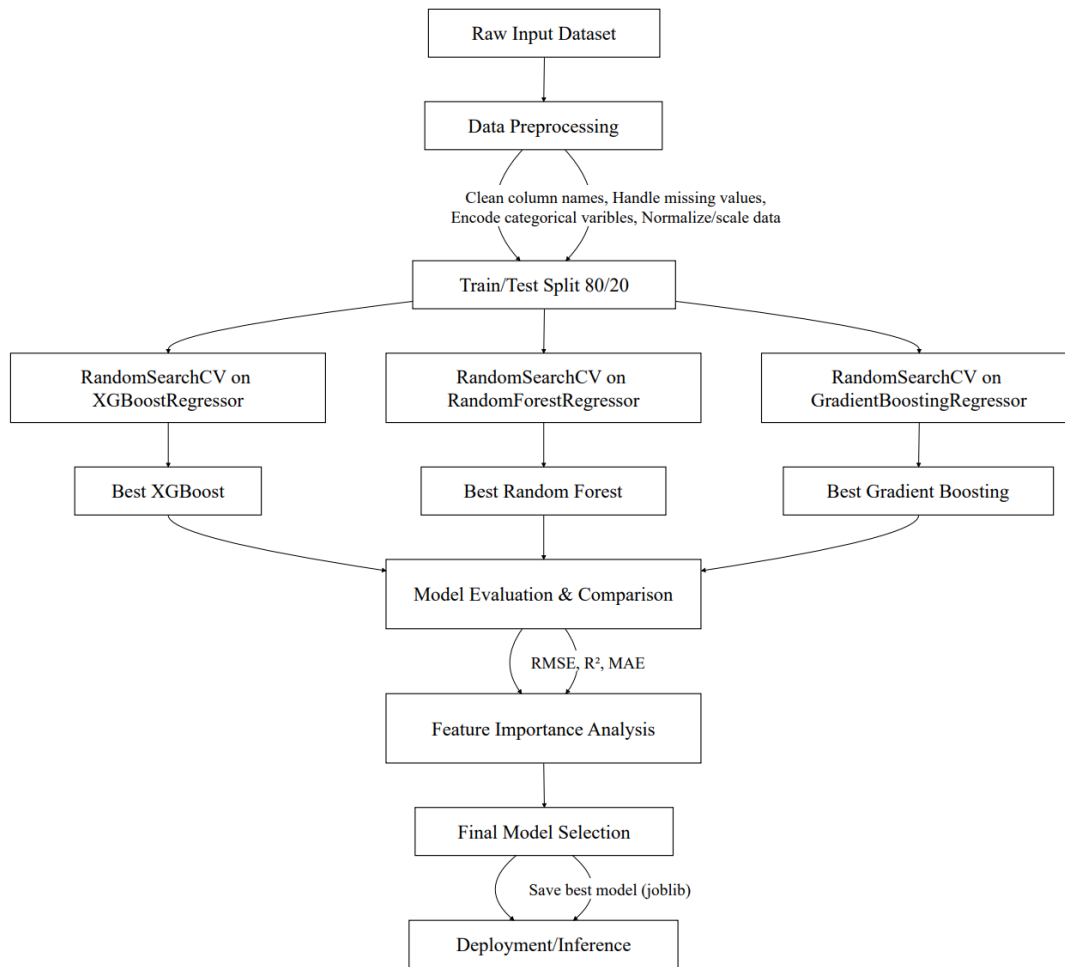 Raw Input Dataset
Data Preprocessing
Clean column names, Handle missing values,
Encode categorical varibles, Normalize/scale data
Train/Test Split 80/20
RandomSearchCV on
XGBoostRegressor
RandomSearchCV on
RandomForestRegressor
RandomSearchCV on
GradientBoostingRegressor
Best XGBoost
Best Random Forest
Best Gradient Boosting
Model Evaluation & Comparison
RMSE, R², MAE
Feature Importance Analysis
Final Model Selection
Save best model (joblib)
Deployment/Inference